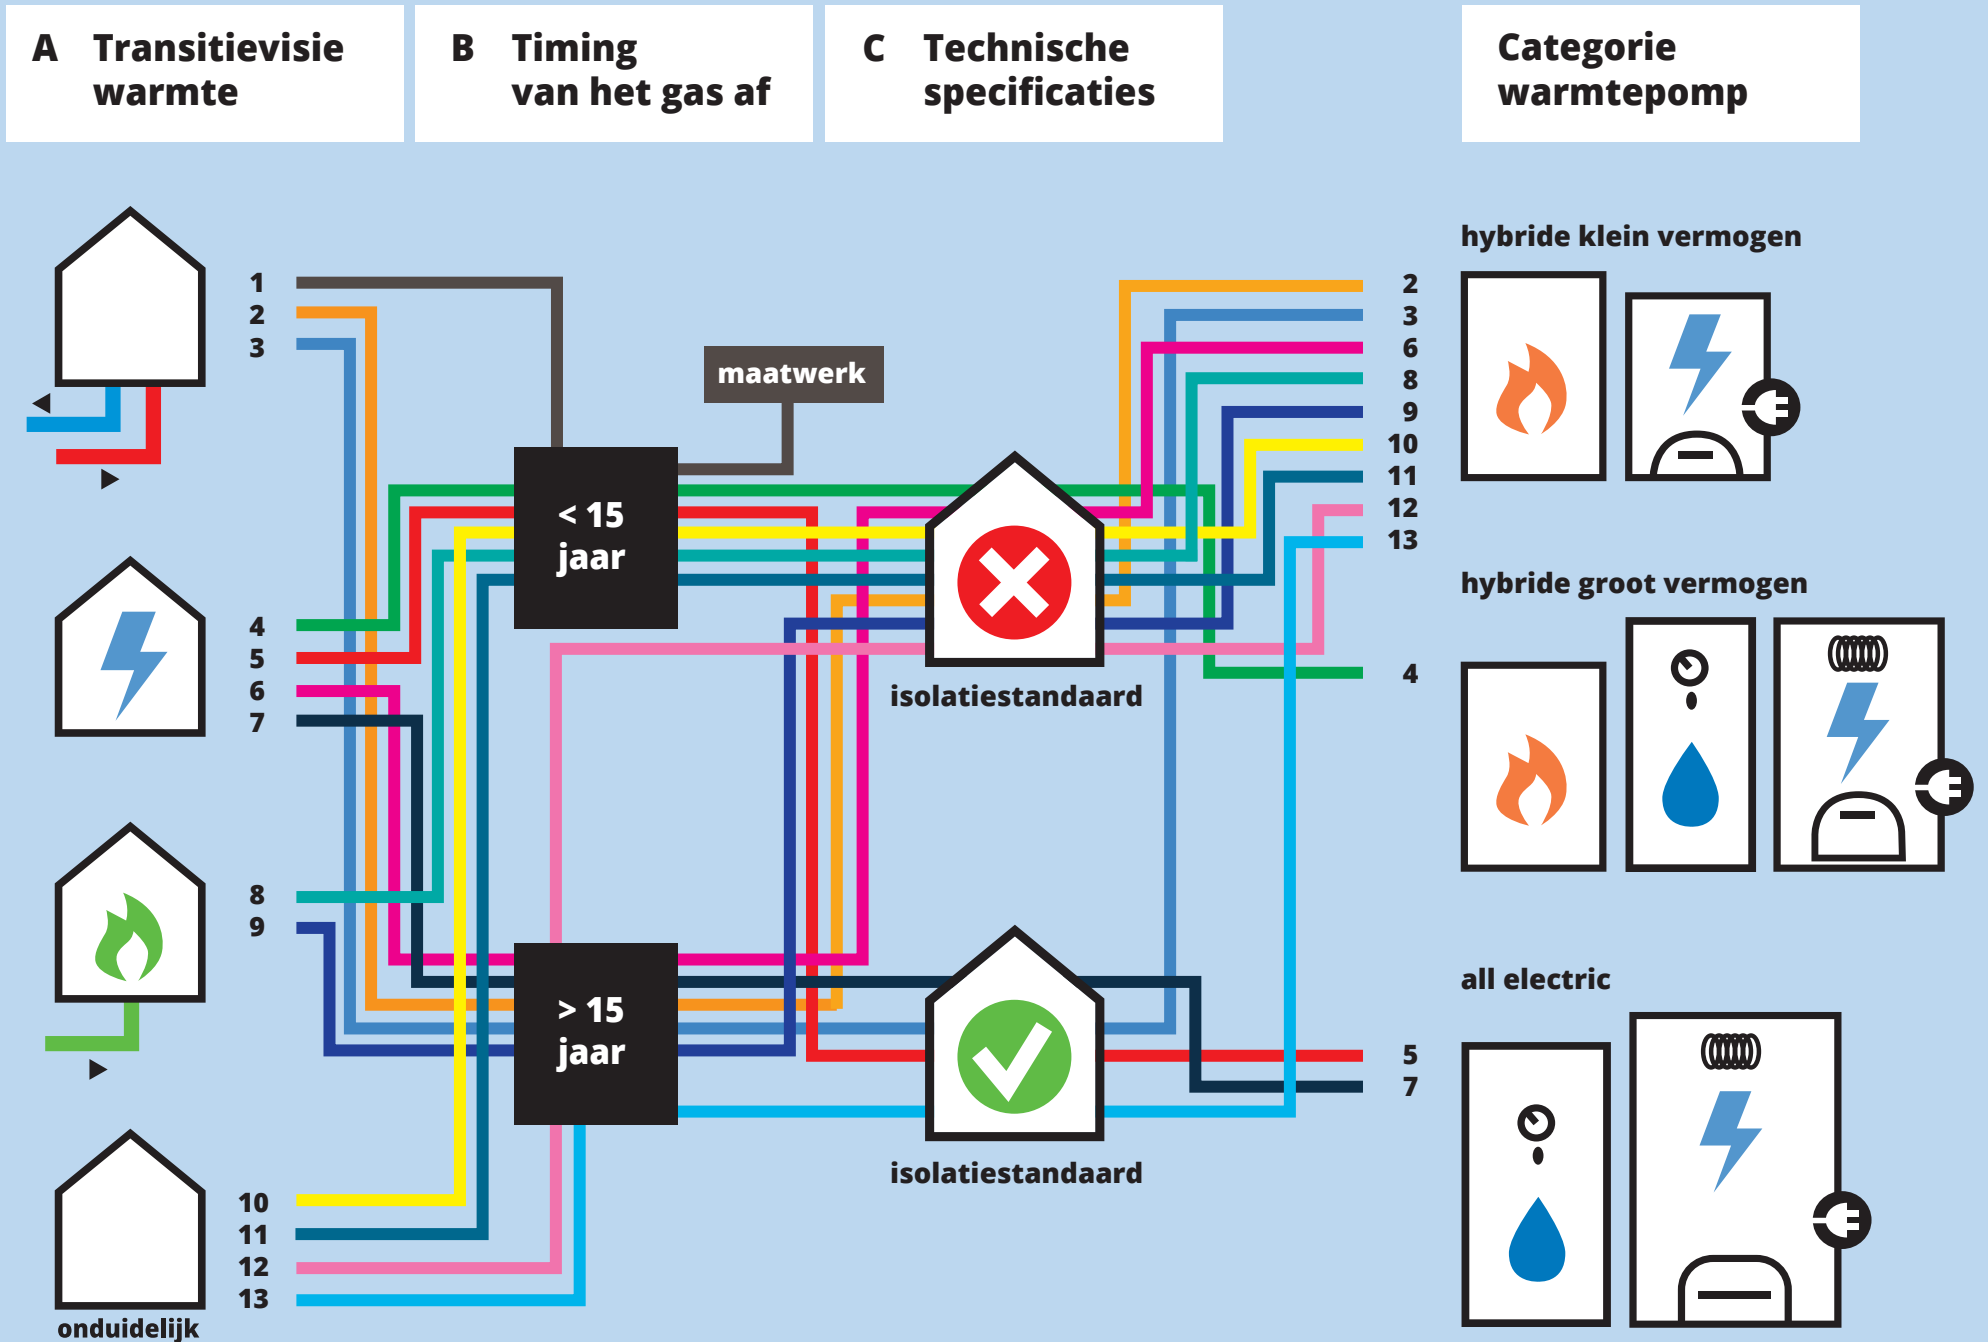 A Transitievisie
warmte
B Timing
van het gas af
C Technische
specificaties
Categorie
warmtepomp
1
2
3
4
5
6
7
8
9
10
11
12
13
onduidelijk
maatwerk
< 15
jaar
> 15
jaar
isolatiestandaard
isolatiestandaard
hybride klein vermogen
2
3
6
8
9
10
11
12
13
hybride groot vermogen
4
all electric
5
7